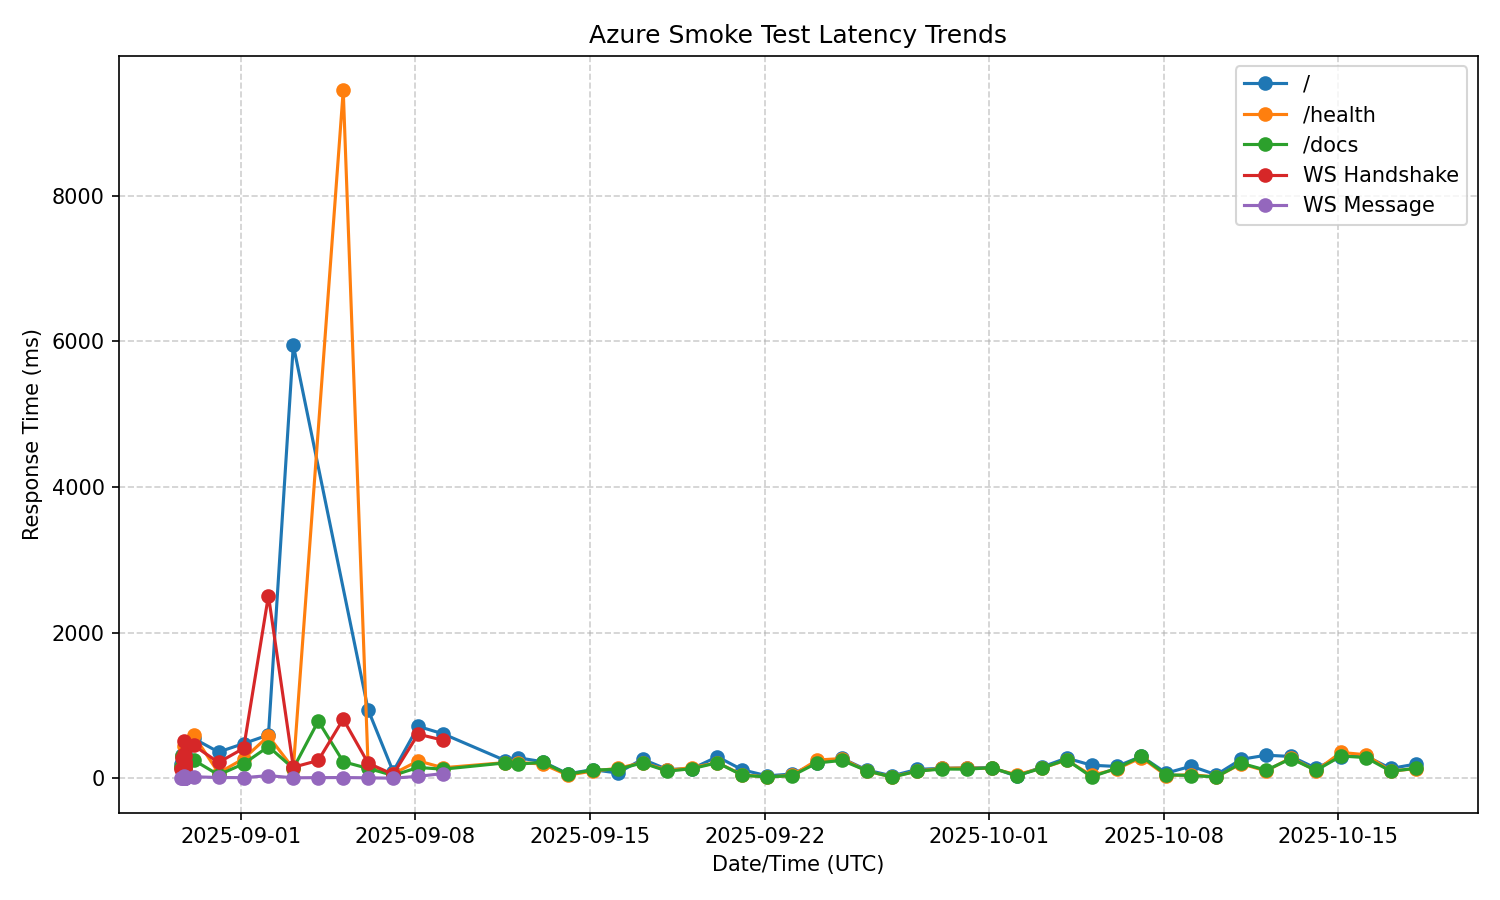 Azure Smoke Test Latency Trends
/
/health
/docs
WS Handshake
WS Message
Response Time (ms)
8000
6000
4000
2000
0
2025-09-01 2025-09-08 2025-09-15 2025-09-22 2025-10-01 2025-10-08 2025-10-15
Date/Time (UTC)